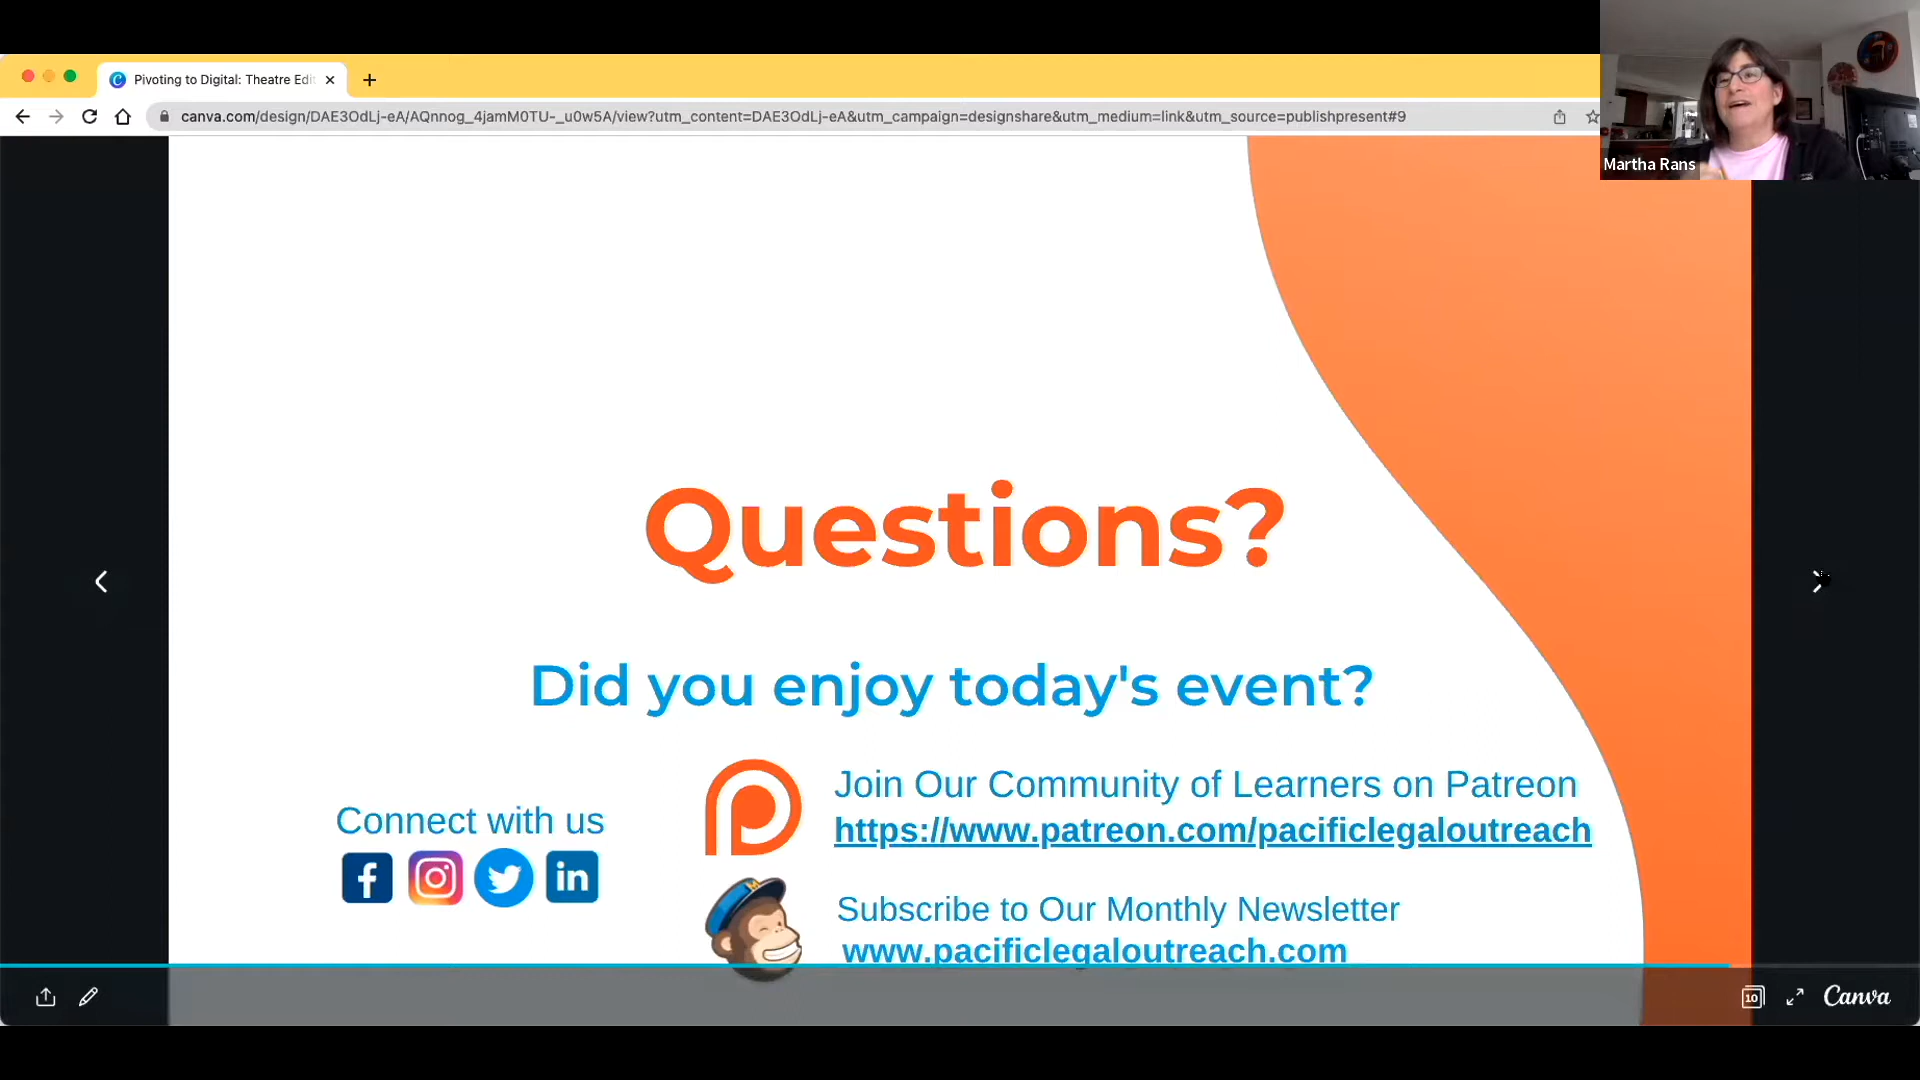 Pivoting to Digital: Theatre Edi
canva.com/design/DAE3OdLj-eA/AQnnog_4jamM0TU-_u0w5A/view?utm_content=DAE3OdLj-eA&utm_campaign=designshare&utm_medium=link&utm_source=publishpresent#9
Martha Rans
Questions?
Did you enjoy today's event?
Connect with us
Join Our Community of Learners on Patreon
https://www.patreon.com/pacificlegaloutreach
Subscribe to Our Monthly Newsletter
www.pacificlegaloutreach.com
10
Canva